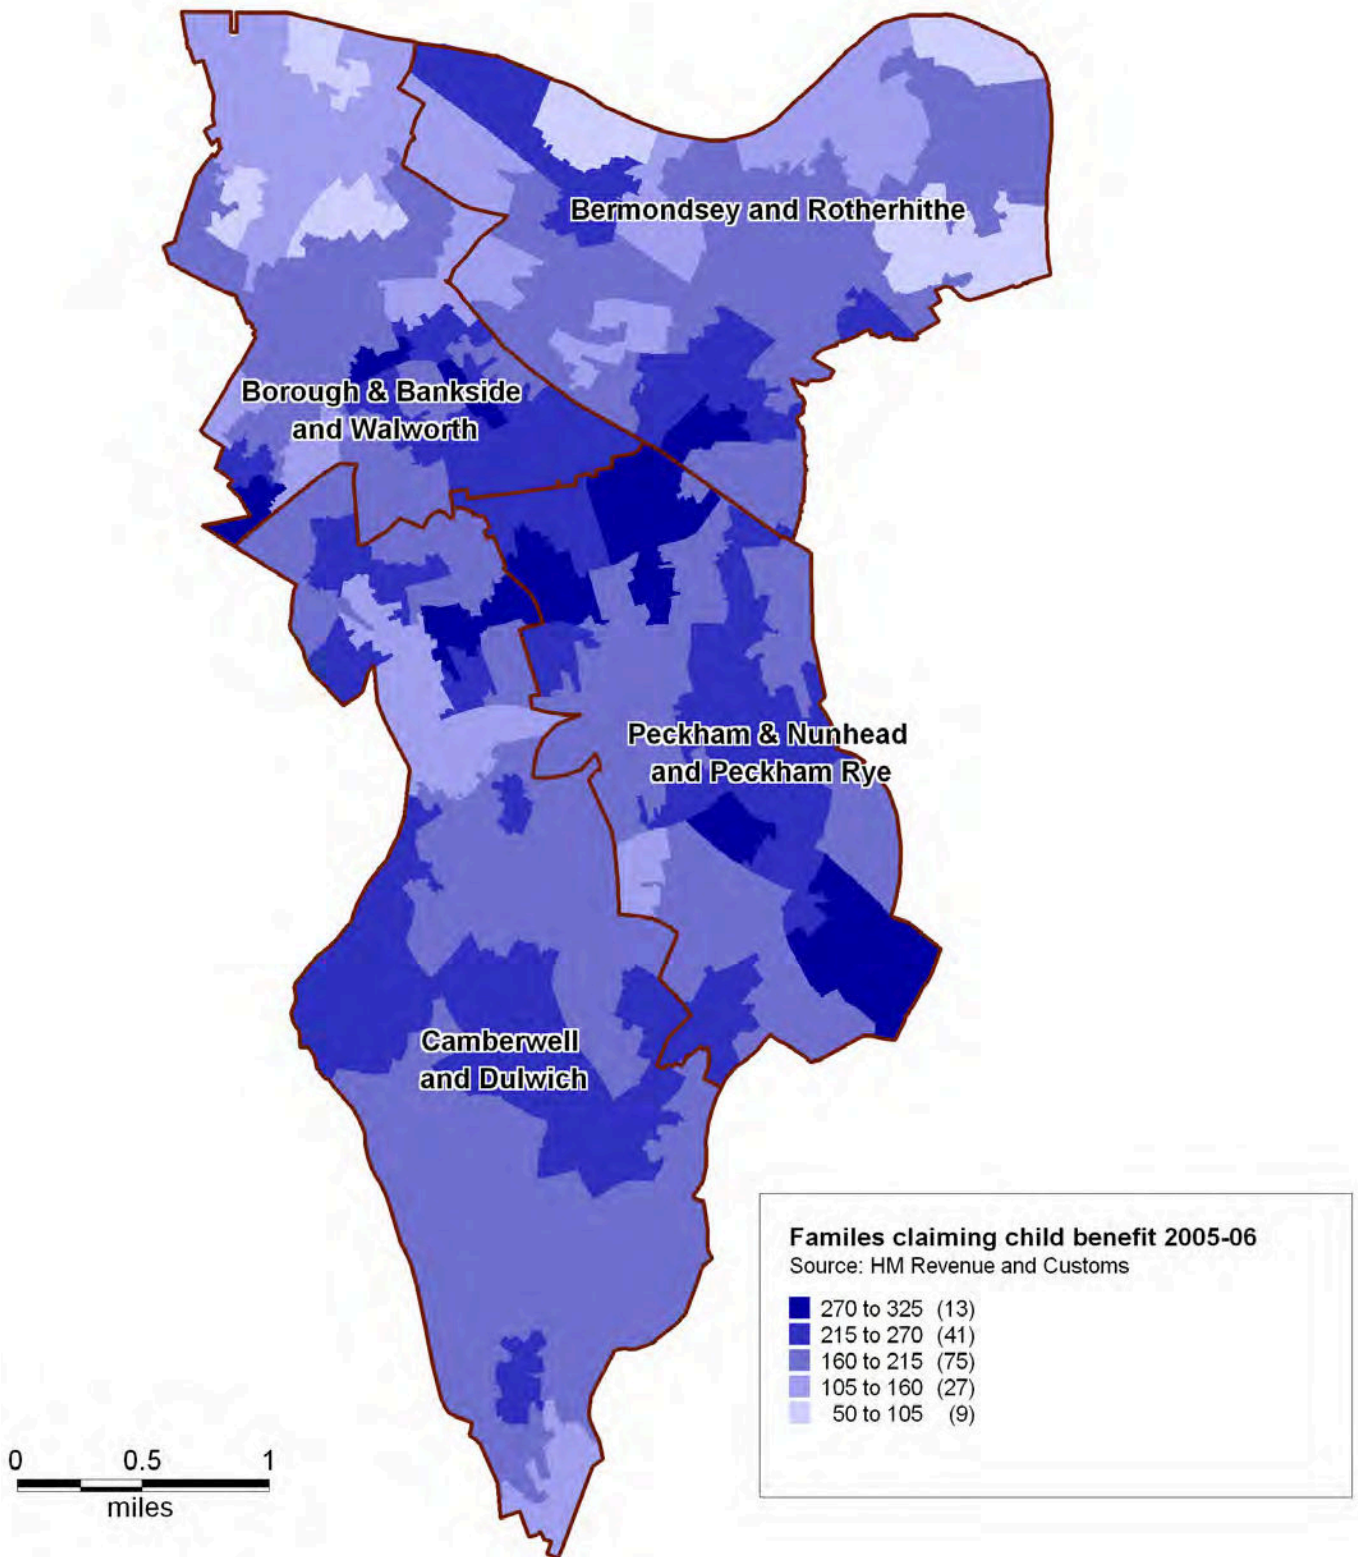 Bermondsey and Rotherhithe
Borough & Bankside
and Walworth
Peckham & Nunhead
and Peckham Rye
Camberwell
and Dulwich
Familes claiming child benefit 2005-06
Source: HM Revenue and Customs
270 to 325 (13)
215 to 270 (41)
160 to 215 (75)
105 to 160 (27)
50 to 105 (9)
0 0.5 1
miles